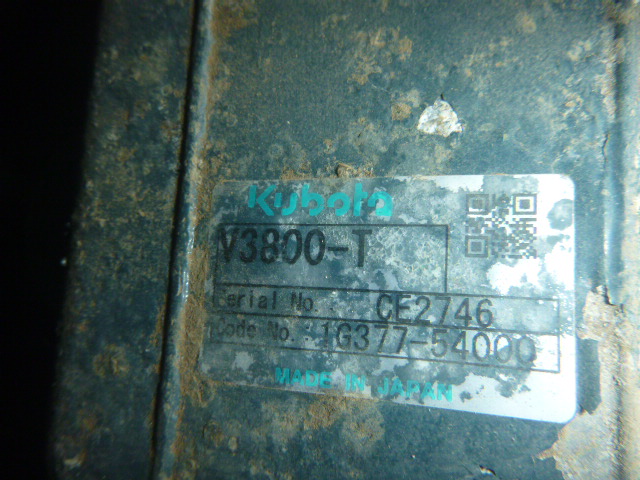 Kubota
V3800-T
Serial No.: CE2746
Code No.: 1G377-54000
MADE IN JAPAN